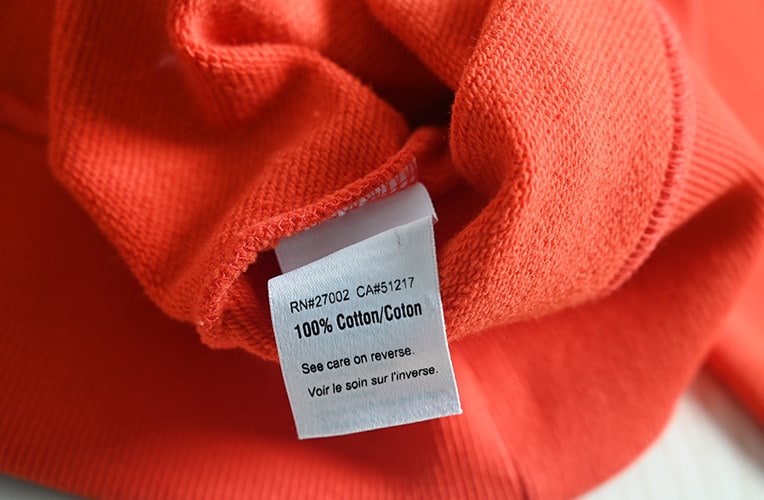 RN#27002 CA#51217
100% Cotton/Coton
See care on reverse.
Voir le soin sur l'inverse.